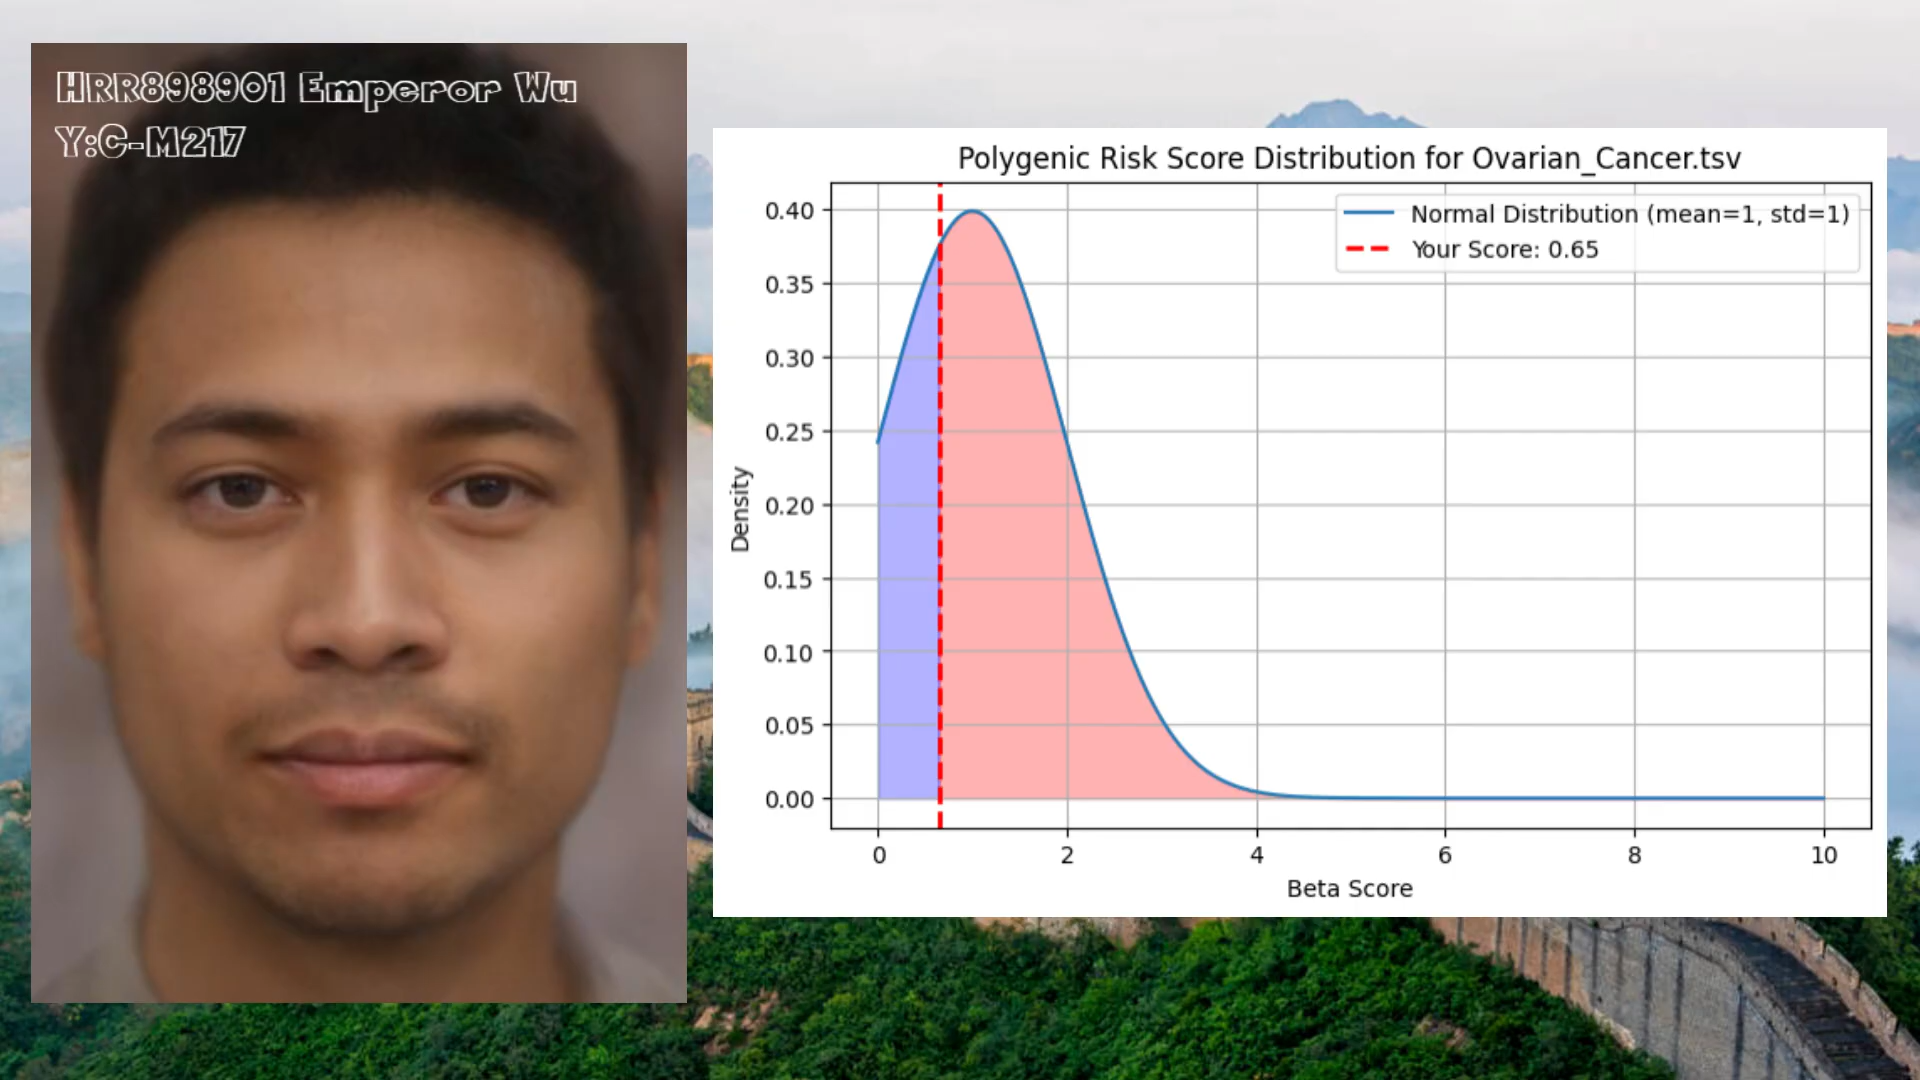 HRR898901 Emperor Wu
Y:C-M217
Polygenic Risk Score Distribution for Ovarian_Cancer.tsv
Normal Distribution (mean=1, std=1)
Your Score: 0.65
0.40
0.35
0.30
0.25
0.20
0.15
0.10
0.05
0.00
Density
0 2 4 6 8 10
Beta Score